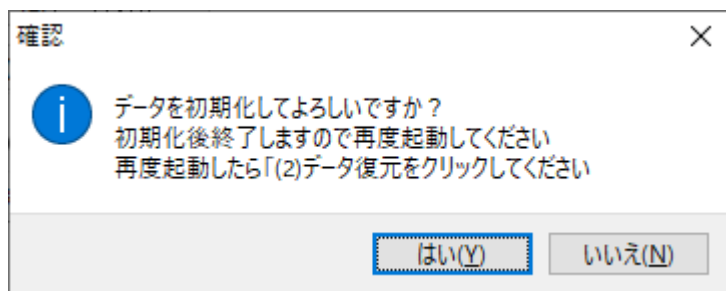 確認
データを初期化してよろしいですか？
初期化後終了しますので再度起動してください
再度起動したら「(2)データ復元をクリックしてください
はい(Y)
いいえ(N)